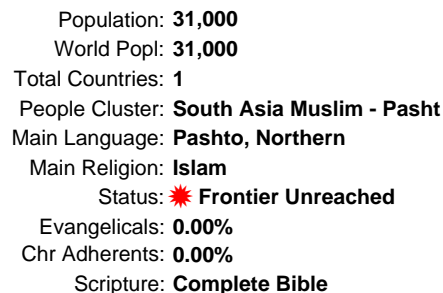 Population: 31,000
World Popl: 31,000
Total Countries: 1
People Cluster: South Asia Muslim - Pasht
Main Language: Pashto, Northern
Main Religion: Islam
Status: Frontier Unreached
Evangelicals: 0.00%
Chr Adherents: 0.00%
Scripture: Complete Bible